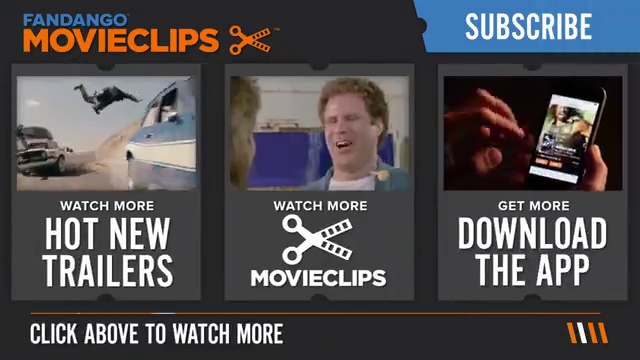 FANDANGO
MOVIECLIPS ™
SUBSCRIBE
WATCH MORE
HOT NEW
TRAILERS
WATCH MORE
MOVIECLIPS
GET MORE
DOWNLOAD
THE APP
CLICK ABOVE TO WATCH MORE